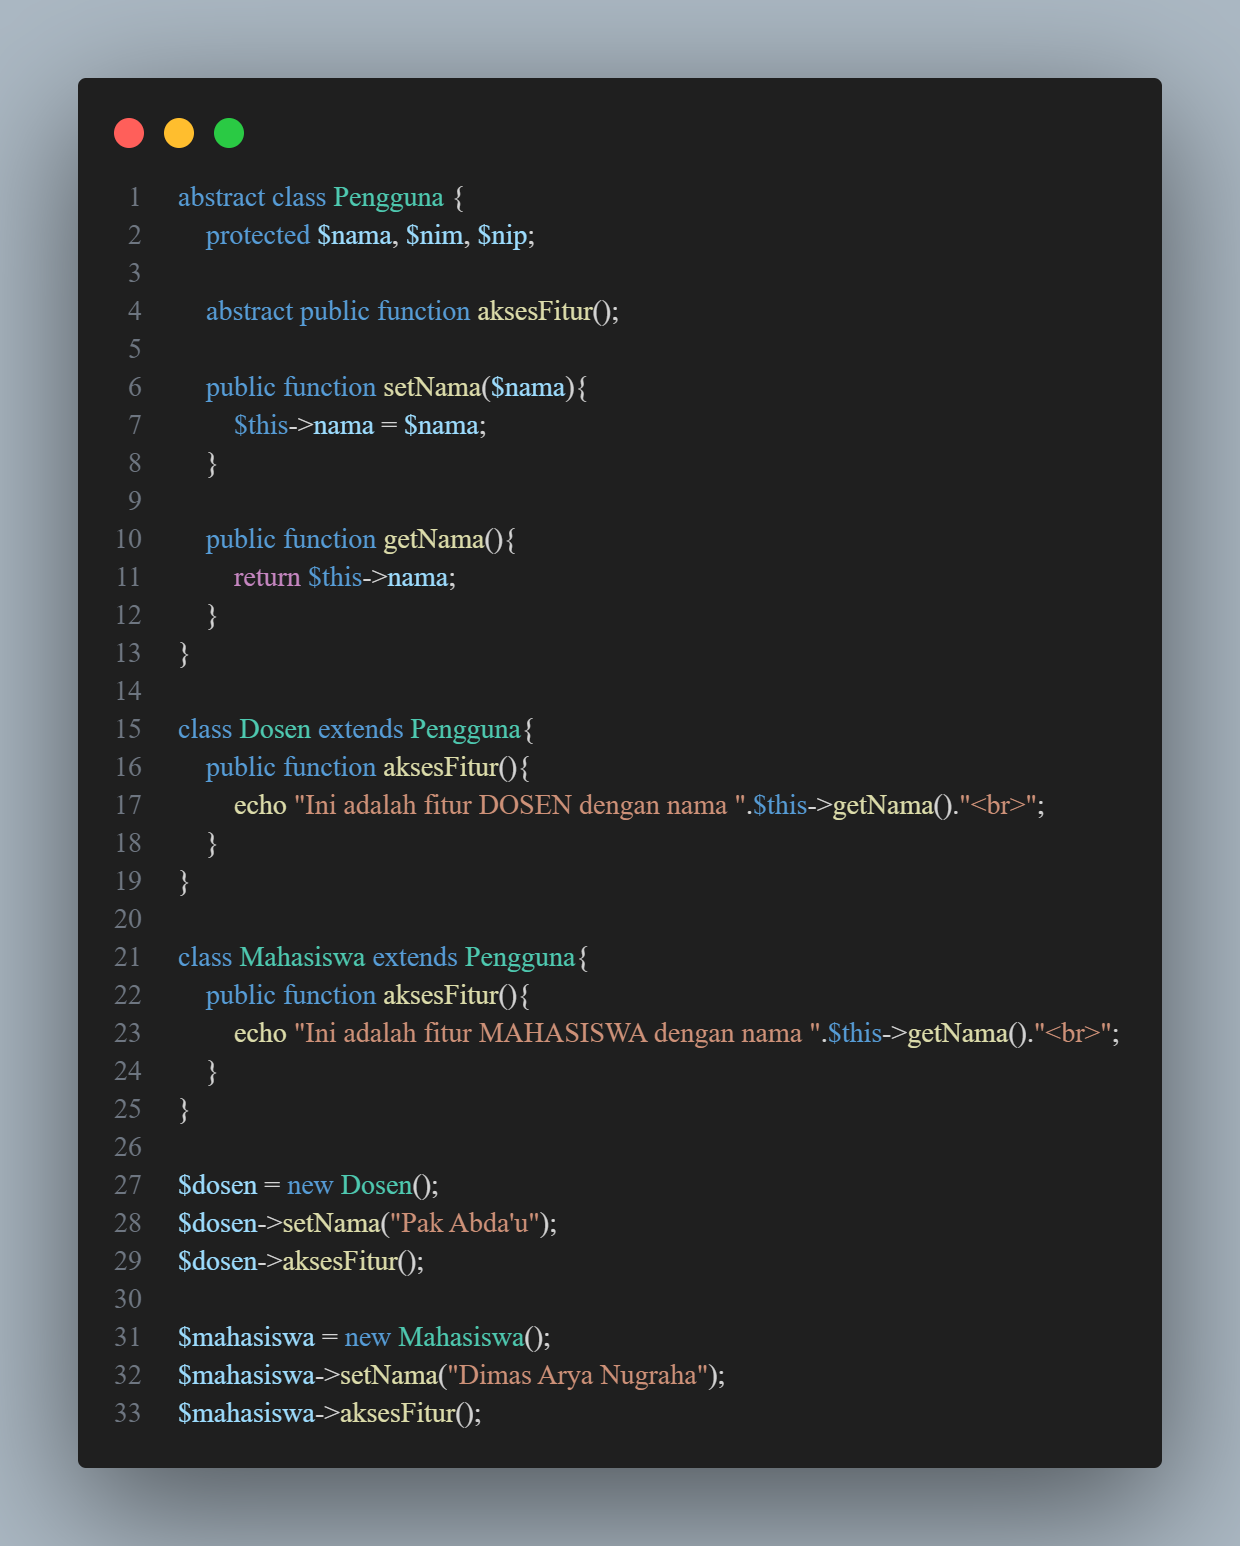 1 abstract class Pengguna {
2 protected $nama, $nim, $nip;
3
4 abstract public function aksesFitur();
5
6 public function setNama($nama){
7 $this->nama = $nama;
8 }
9
10 public function getNama(){
11 return $this->nama;
12 }
13 }
14
15 class Dosen extends Pengguna{
16 public function aksesFitur(){
17 echo "Ini adalah fitur DOSEN dengan nama ".$this->getNama()."<br>";
18 }
19 }
20
21 class Mahasiswa extends Pengguna{
22 public function aksesFitur(){
23 echo "Ini adalah fitur MAHASISWA dengan nama ".$this->getNama()."<br>";
24 }
25 }
26
27 $dosen = new Dosen();
28 $dosen->setNama("Pak Abda'u");
29 $dosen->aksesFitur();
30
31 $mahasiswa = new Mahasiswa();
32 $mahasiswa->setNama("Dimas Arya Nugraha");
33 $mahasiswa->aksesFitur();